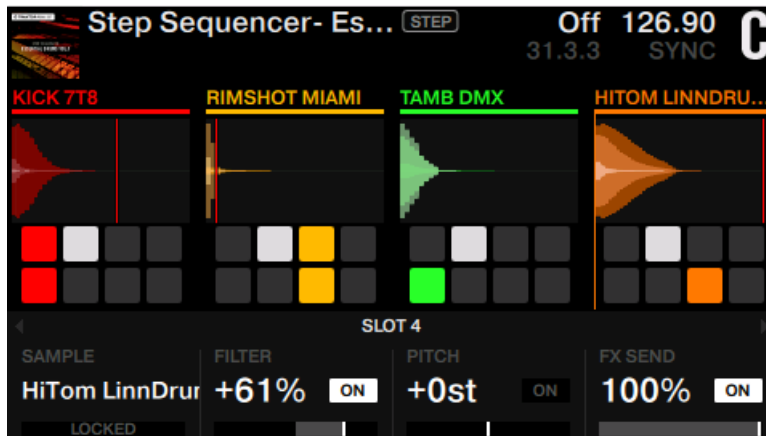 Step Sequencer- Es... STEP Off 126.90 C
31.3.3 SYNC
KICK 7T8 RIMSHOT MIAMI TAMB DMX HITOM LINNDRU...
SLOT 4
SAMPLE FILTER PITCH FX SEND
HiTom LinnDrur +61% ON +0st ON 100% ON
LOCKED